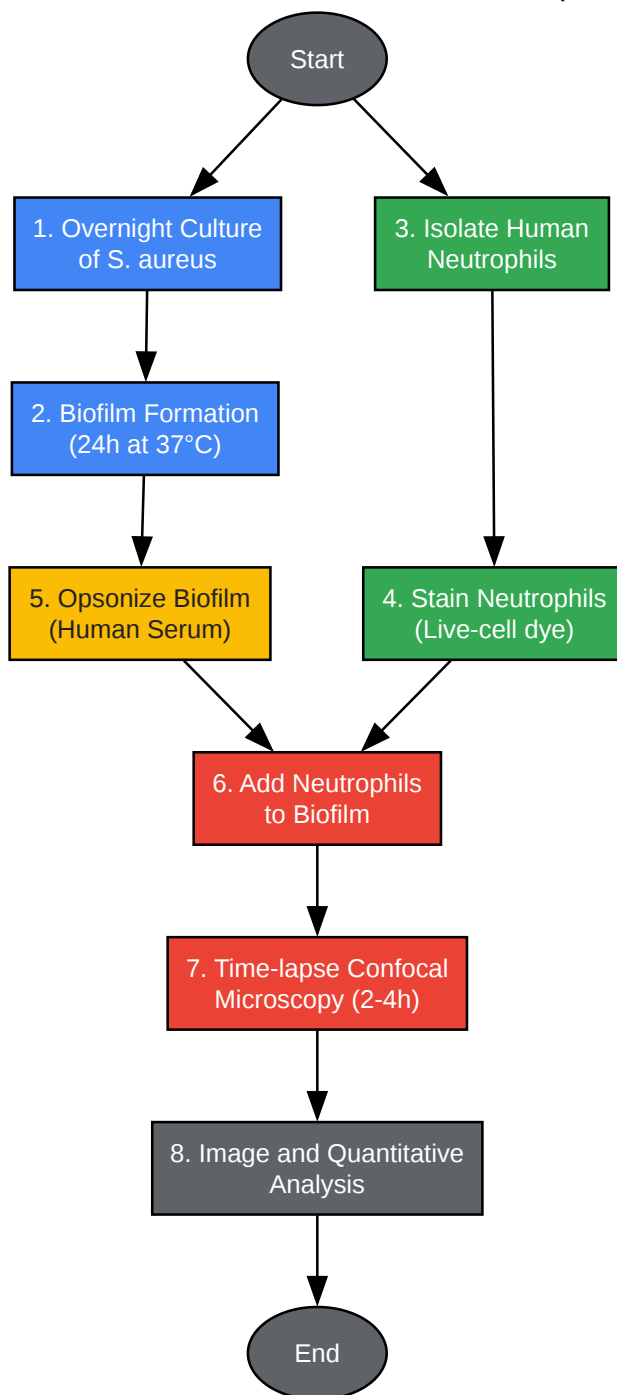 Start
1. Overnight Culture
of S. aureus
3. Isolate Human
Neutrophils
2. Biofilm Formation
(24h at 37°C)
5. Opsonize Biofilm
(Human Serum)
4. Stain Neutrophils
(Live-cell dye)
6. Add Neutrophils
to Biofilm
7. Time-lapse Confocal
Microscopy (2-4h)
8. Image and Quantitative
Analysis
End